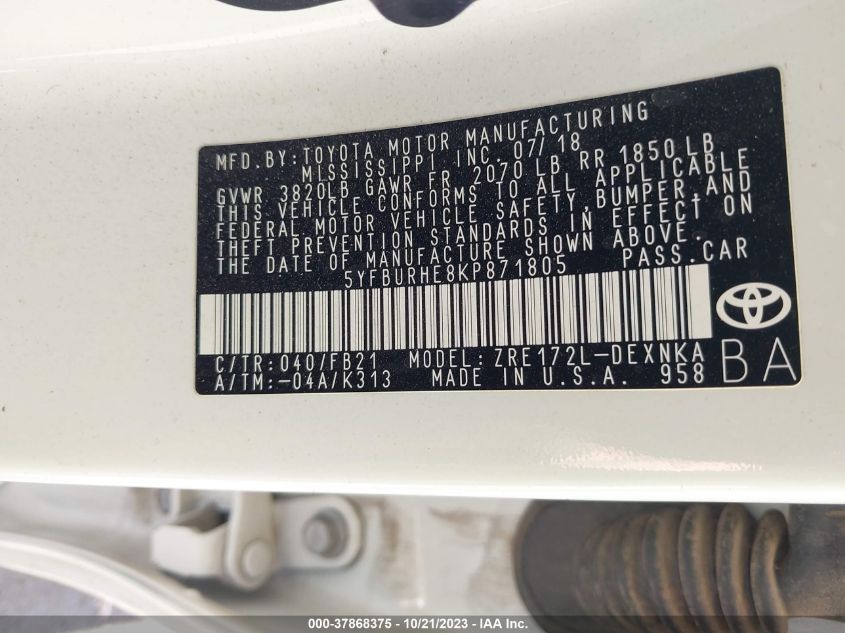 MFD. BY: TOYOTA MOTOR MANUFACTURING
MISSISSIPPI INC. 07/18
GVWR 3820LB GAWR FR 2070 LB RR 1850 LB
THIS VEHICLE CONFORMS TO ALL APPLICABLE
FEDERAL MOTOR VEHICLE SAFETY, BUMPER, AND
THEFT PREVENTION STANDARDS IN EFFECT ON
THE DATE OF MANUFACTURE SHOWN ABOVE.
5YFBURHE8KP871805 PASS.CAR
C/TR: 040/FB21 MODEL: ZRE172L-DEXNKA
A/TM: -04A/K313 MADE IN U.S.A. 958
BA
000-37868375 - 10/21/2023 - IAA Inc.